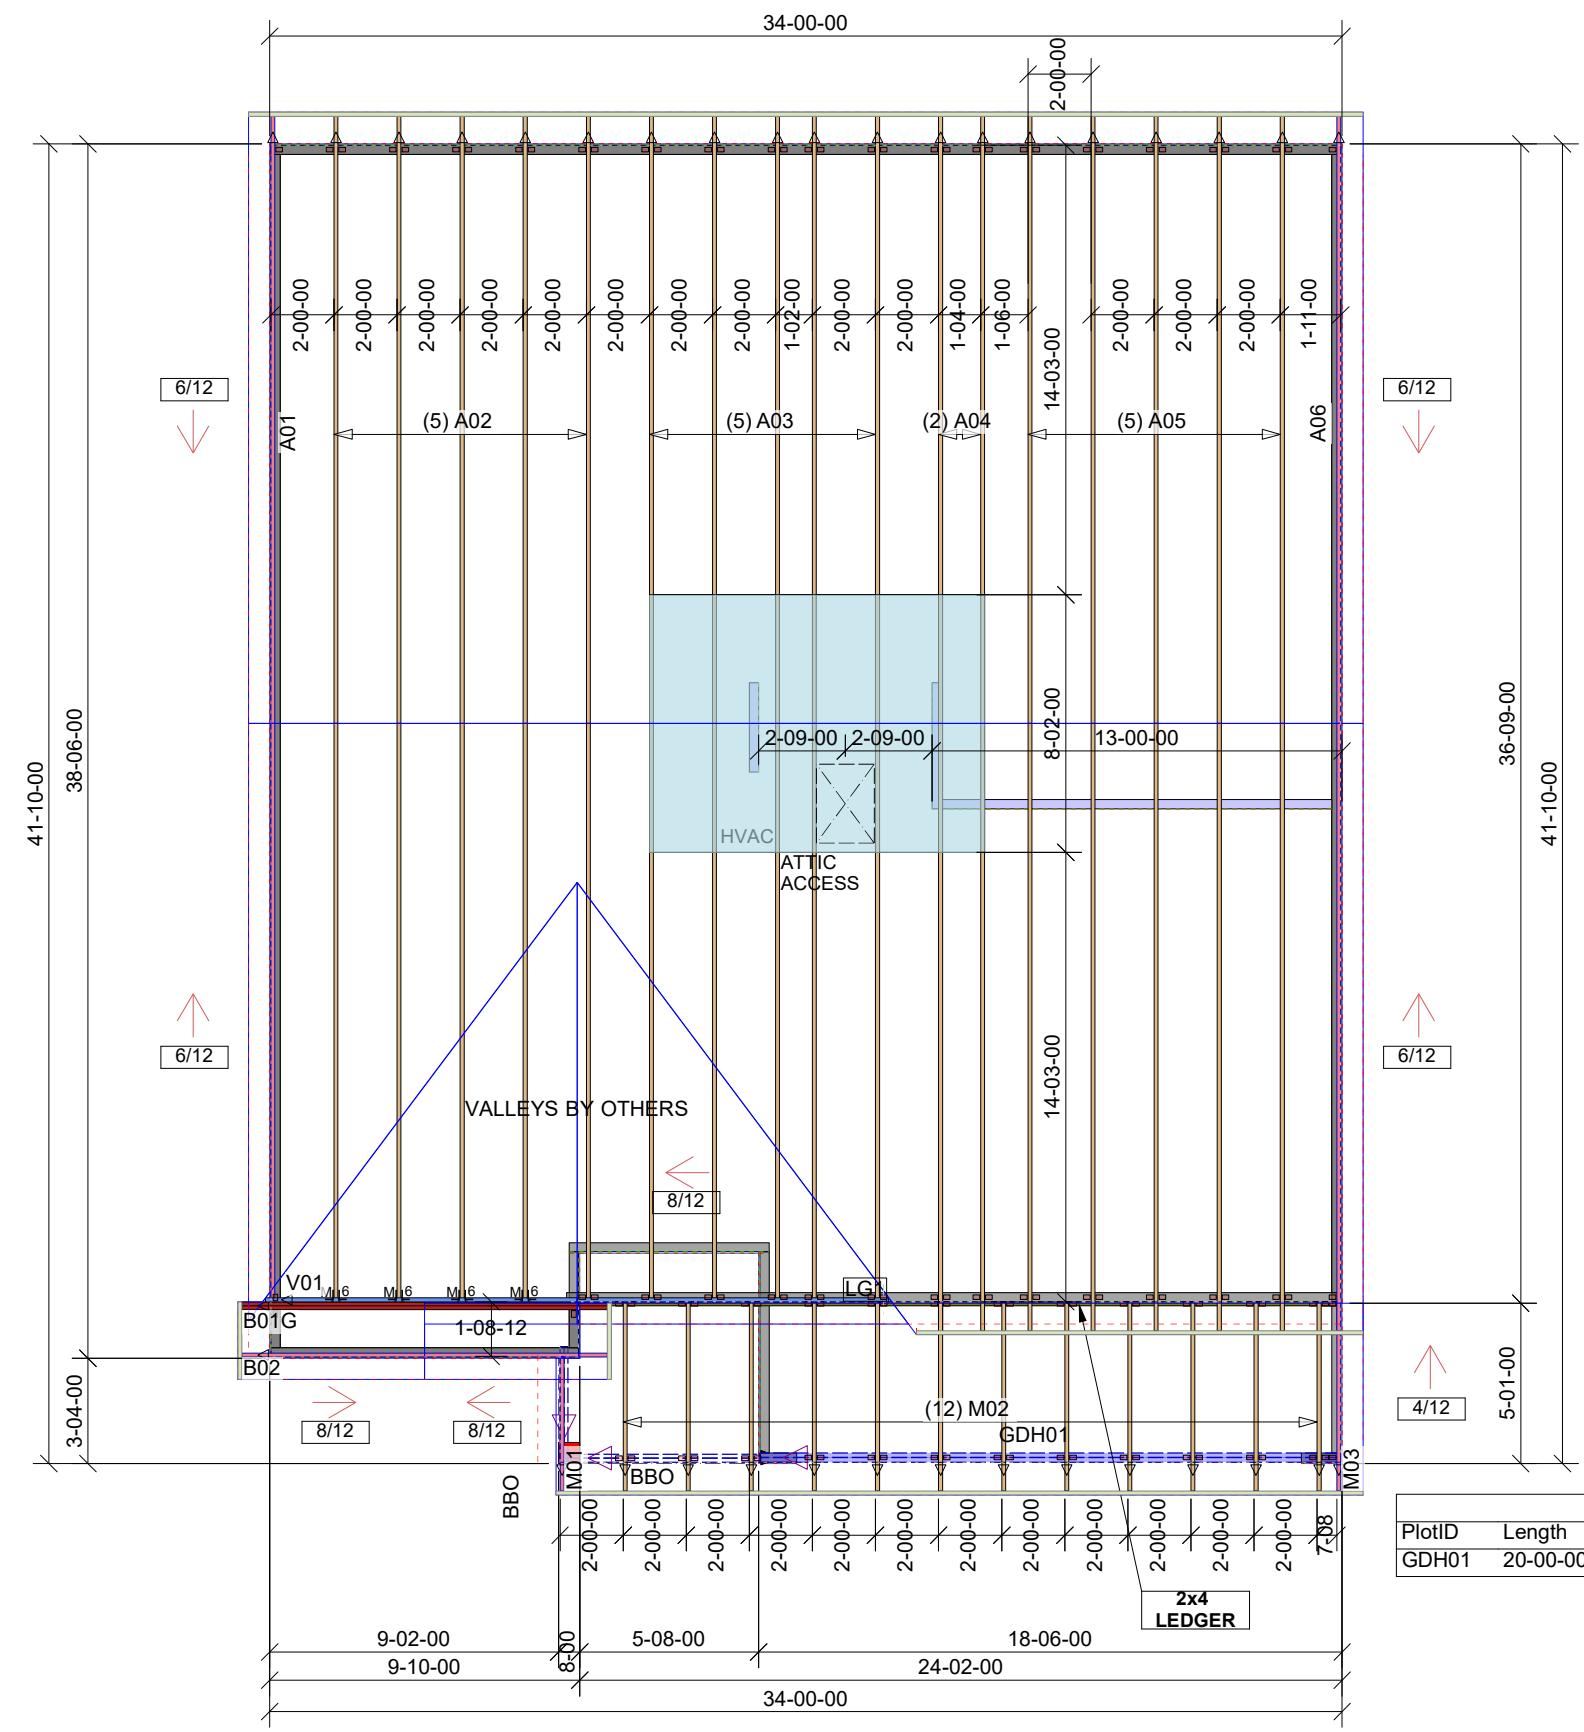 34-00-00
2-00-00
2-00-00
2-00-00
2-00-00
2-00-00
2-00-00
2-00-00
2-00-00
2-00-00
1-02-00
2-00-00
2-00-00
1-04-00
1-06-00
2-00-00
2-00-00
2-00-00
1-11-00
14-03-00
6/12
6/12
A01
(5) A02
(5) A03
(2) A04
(5) A05
A06
41-10-00
38-06-00
36-09-00
41-10-00
8-02-00
2-09-00
2-09-00
13-00-00
HVAC
ATTIC
ACCESS
6/12
6/12
14-03-00
VALLEYS BY OTHERS
8/12
V01
LG1
B01G
1-08-12
B02
3-04-00
8/12
8/12
(12) M02
GDH01
4/12
5-01-00
M01
BBO
BBO
M03
2-00-00
2-00-00
2-00-00
2-00-00
2-00-00
2-00-00
2-00-00
2-00-00
2-00-00
2-00-00
2-00-00
2-00-00
7-08
PlotID Length
GDH01 20-00-00
2x4
LEDGER
9-02-00
8-00
5-08-00
18-06-00
9-10-00
24-02-00
34-00-00